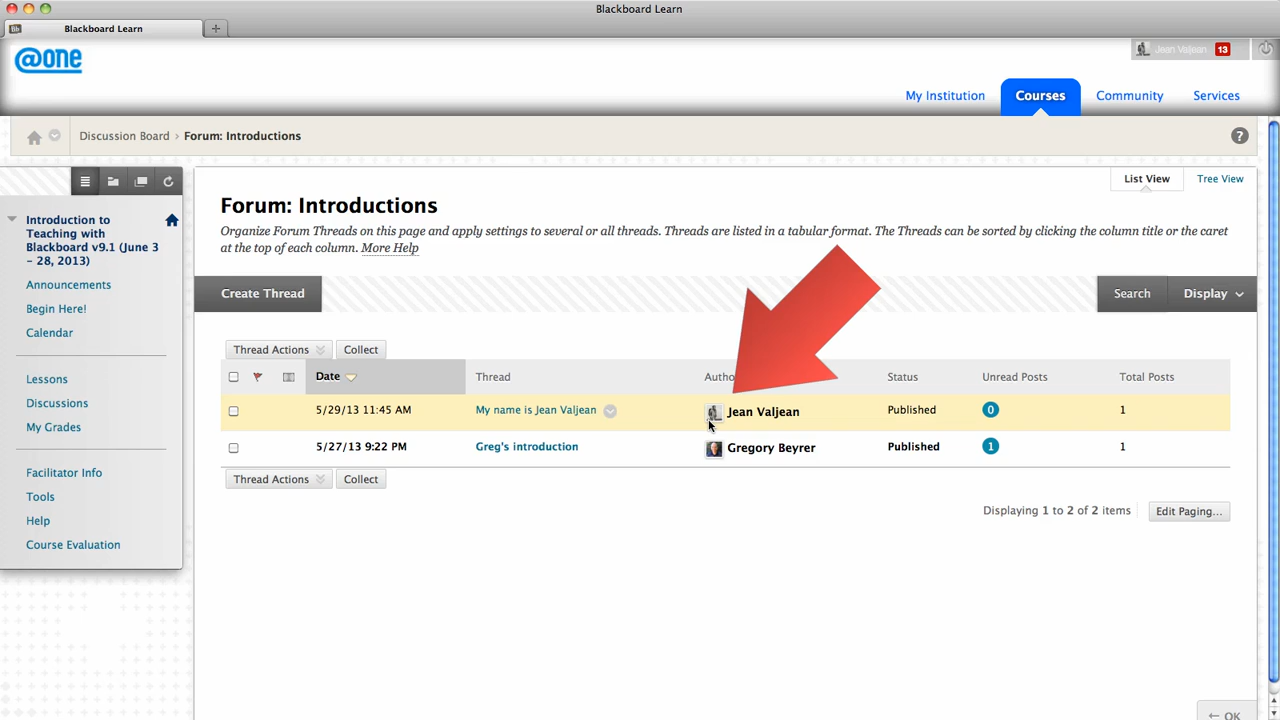 Blackboard Learn
Blackboard Learn
@one
Jean Valjean 13
My Institution Courses Community Services
Discussion Board > Forum: Introductions ?
List View Tree View
Introduction to
Teaching with
Blackboard v9.1 (June 3
– 28, 2013)
Announcements
Begin Here!
Calendar
Lessons
Discussions
My Grades
Facilitator Info
Tools
Help
Course Evaluation
Forum: Introductions
Organize Forum Threads on this page and apply settings to several or all threads. Threads are listed in a tabular format. The Threads can be sorted by clicking the column title or the caret
at the top of each column. More Help
Create Thread Search Display
Thread Actions Collect
Date Thread Autho Status Unread Posts Total Posts
5/29/13 11:45 AM My name is Jean Valjean Jean Valjean Published 0 1
5/27/13 9:22 PM Greg's introduction Gregory Beyrer Published 1 1
Thread Actions Collect
Displaying 1 to 2 of 2 items Edit Paging...
← OK